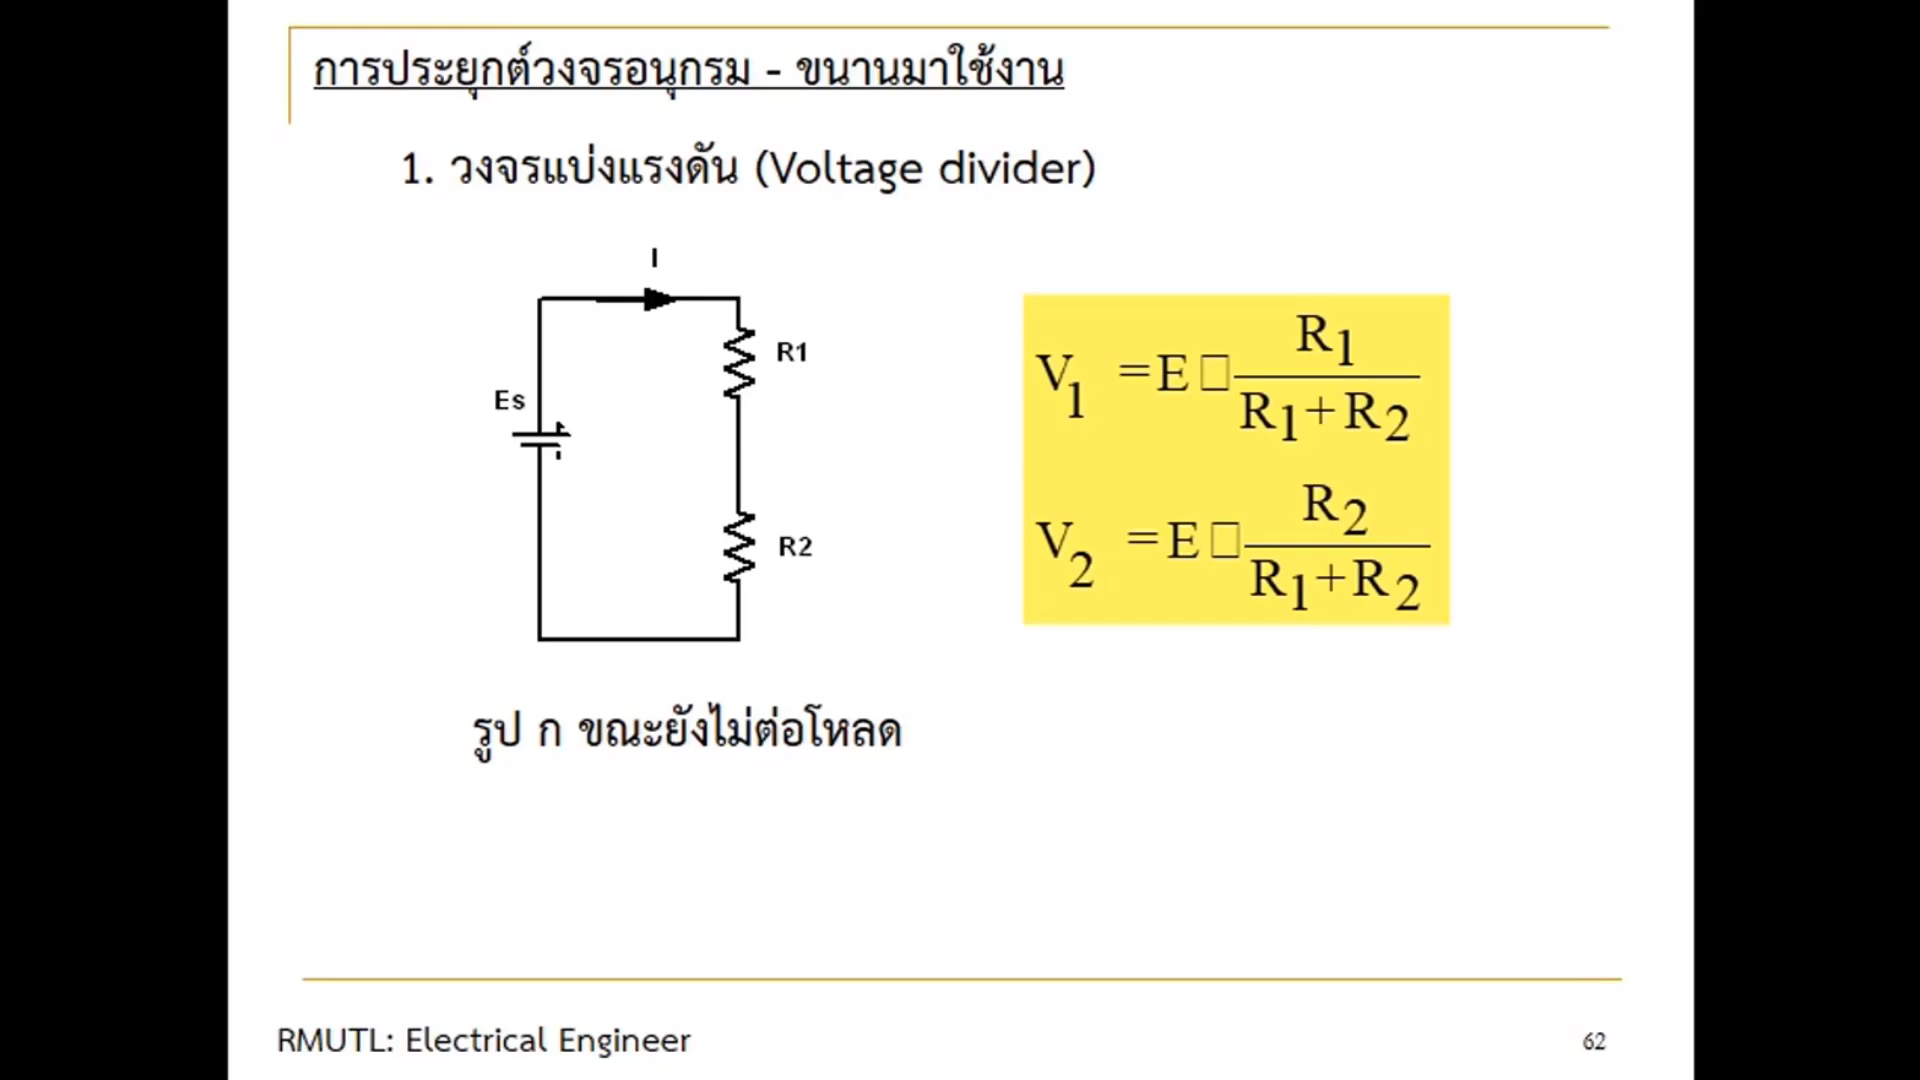 การประยุกต์วงจรอนุกรม - ขนานมาใช้งาน
1. วงจรแบ่งแรงดัน (Voltage divider)
I
R1
Es
+
-
R2
V1 = E □ R1 / R1 + R2
V2 = E □ R2 / R1 + R2
รูป ก ขณะยังไม่ต่อโหลด
RMUTL: Electrical Engineer
62